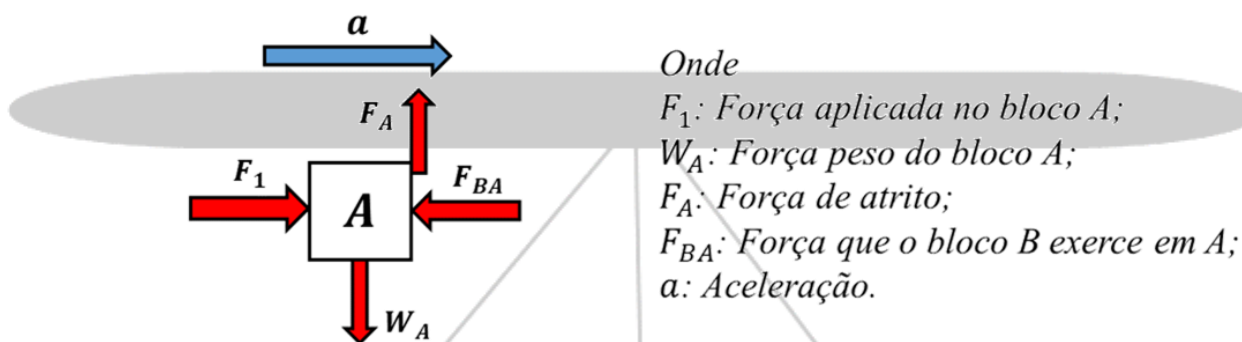 a
F_A
F_1
A
F_BA
W_A
Onde
F_1: Força aplicada no bloco A;
W_A: Força peso do bloco A;
F_A: Força de atrito;
F_BA: Força que o bloco B exerce em A;
a: Aceleração.